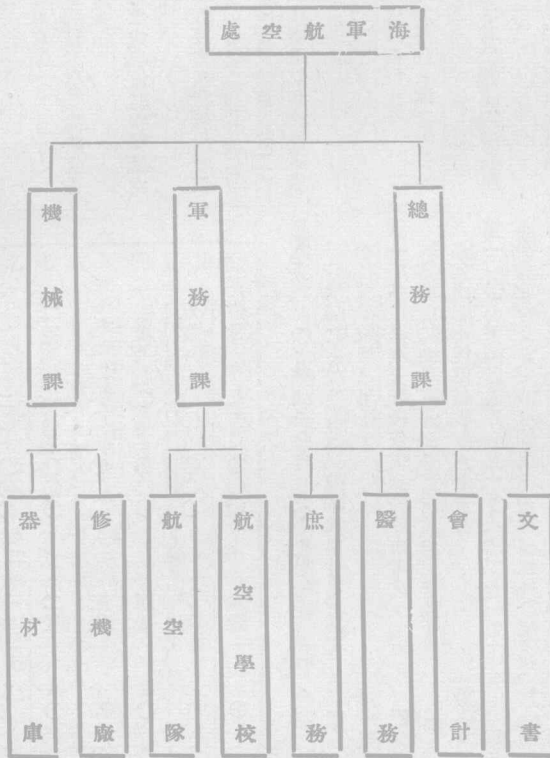 海軍航空處
總務課
軍務課
機械課
文書
會計
醫務
庶務
航空學校
航空隊
修機廠
器材庫